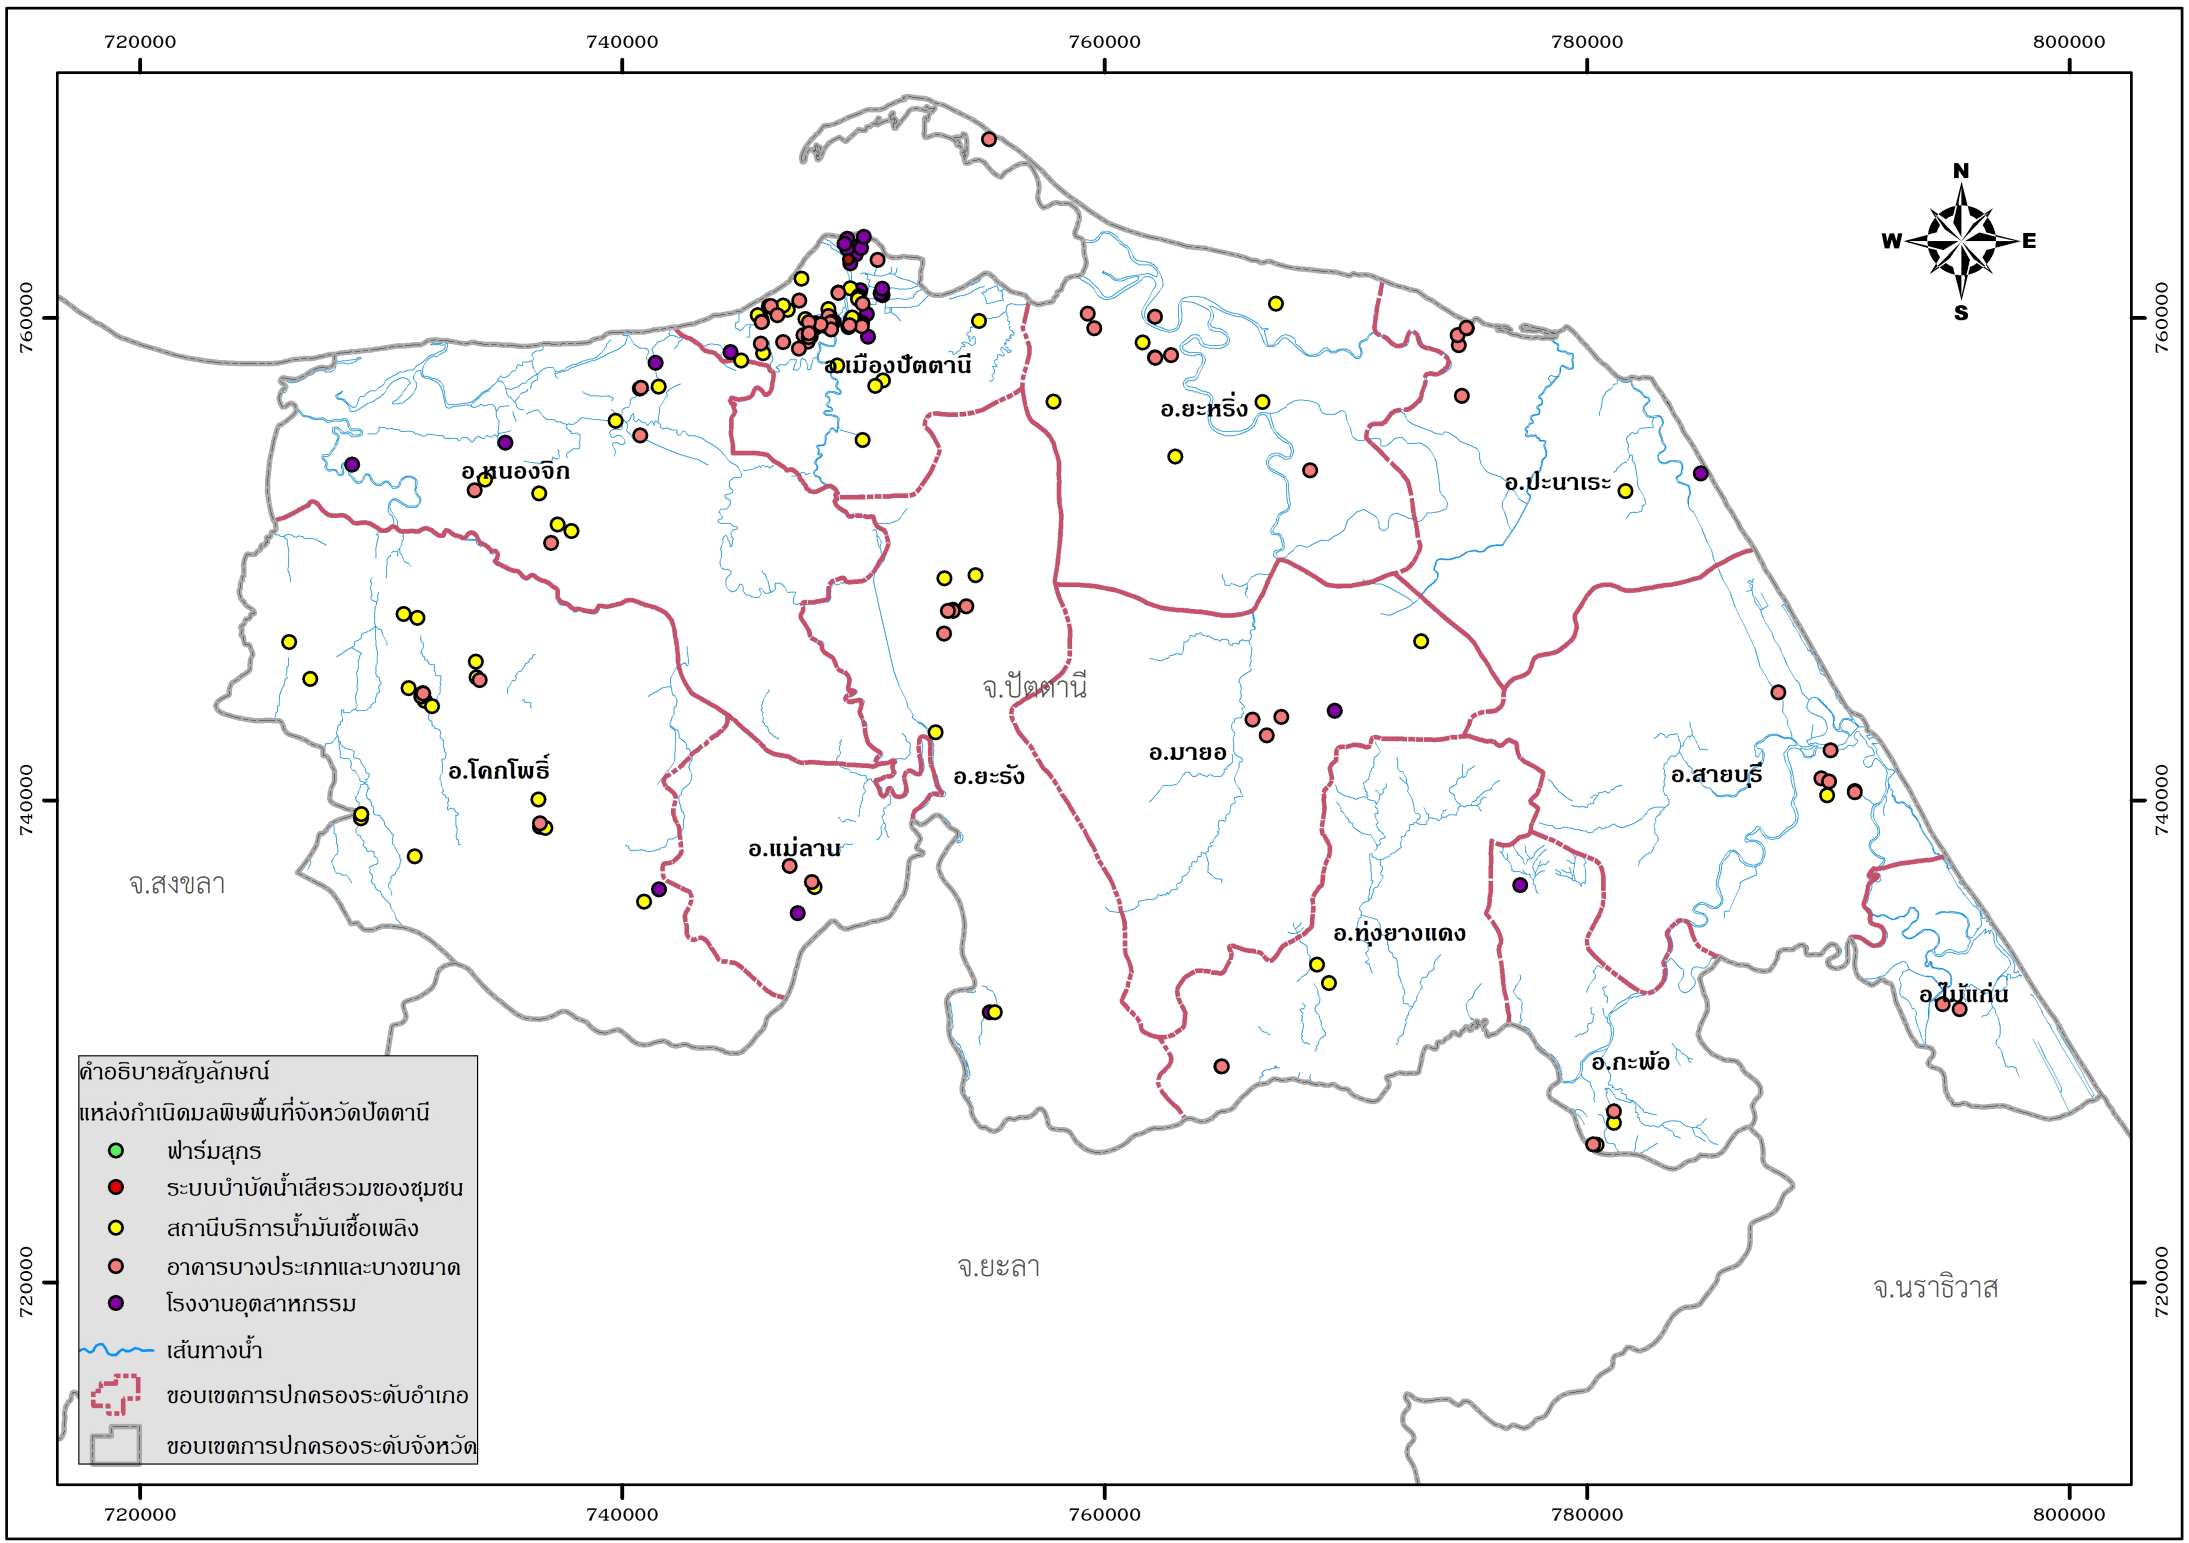 720000 740000 760000 780000 800000
N
W E
S
760000 760000
อ.เมืองปัตตานี
อ.ยะหริ่ง
อ.หนองจิก
อ.ปะนาเระ
จ.ปัตตานี
อ.มายอ
อ.โคกโพธิ์
อ.ยะรัง
อ.สายบุรี
740000 740000
อ.แม่ลาน
จ.สงขลา
อ.ทุ่งยางแดง
อ.ไม้แก่น
อ.กะพ้อ
คำอธิบายสัญลักษณ์
แหล่งกำเนิดมลพิษพื้นที่จังหวัดปัตตานี
ฟาร์มสุกร
ระบบบำบัดน้ำเสียรวมของชุมชน
สถานีบริการน้ำมันเชื้อเพลิง
อาคารบางประเภทและบางขนาด
โรงงานอุตสาหกรรม
เส้นทางน้ำ
ขอบเขตการปกครองระดับอำเภอ
ขอบเขตการปกครองระดับจังหวัด
จ.ยะลา
720000 720000
จ.นราธิวาส
720000 740000 760000 780000 800000